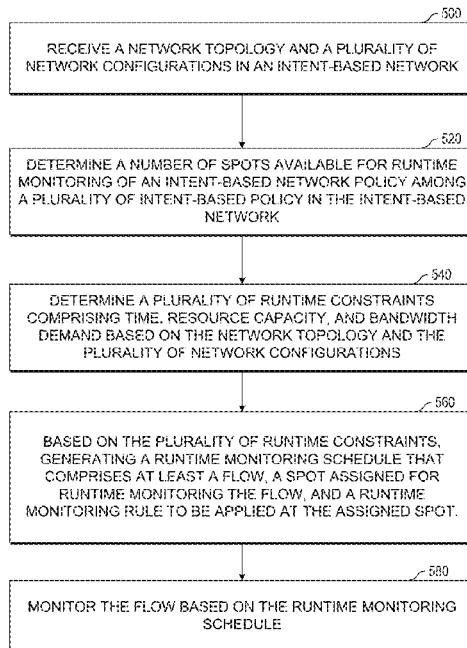 500
RECEIVE A NETWORK TOPOLOGY AND A PLURALITY OF
NETWORK CONFIGURATIONS IN AN INTENT-BASED NETWORK
520
DETERMINE A NUMBER OF SPOTS AVAILABLE FOR RUNTIME
MONITORING OF AN INTENT-BASED NETWORK POLICY AMONG
A PLURALITY OF INTENT-BASED POLICY IN THE INTENT-BASED
NETWORK
540
DETERMINE A PLURALITY OF RUNTIME CONSTRAINTS
COMPRISING TIME, RESOURCE CAPACITY, AND BANDWIDTH
DEMAND BASED ON THE NETWORK TOPOLOGY AND THE
PLURALITY OF NETWORK CONFIGURATIONS
560
BASED ON THE PLURALITY OF RUNTIME CONSTRAINTS,
GENERATING A RUNTIME MONITORING SCHEDULE THAT
COMPRISES AT LEAST A FLOW, A SPOT ASSIGNED FOR
RUNTIME MONITORING THE FLOW, AND A RUNTIME
MONITORING RULE TO BE APPLIED AT THE ASSIGNED SPOT.
580
MONITOR THE FLOW BASED ON THE RUNTIME MONITORING
SCHEDULE